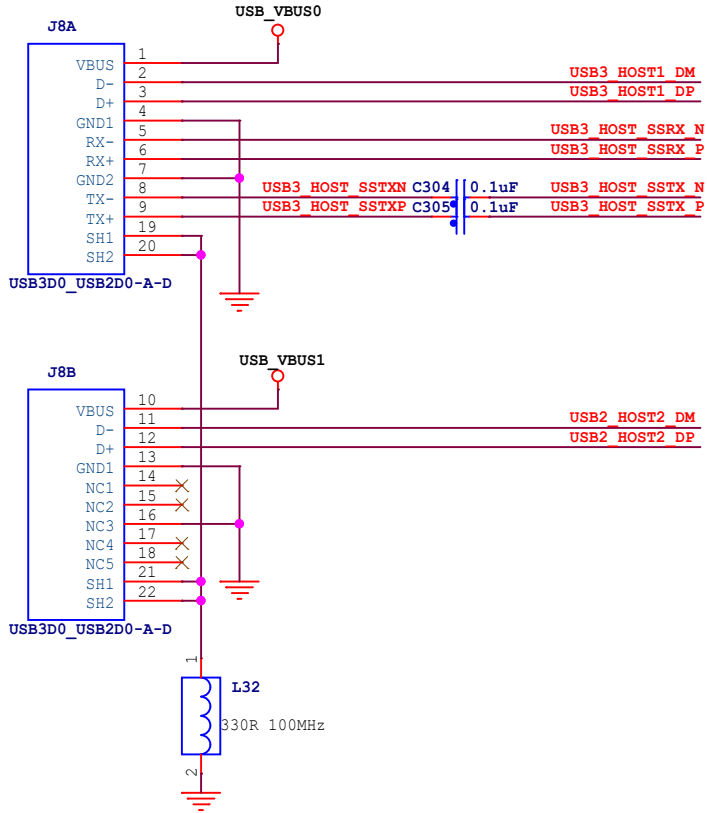 USB_VBUS0
J8A
VBUS 1
D- 2 USB3_HOST1_DM
D+ 3 USB3_HOST1_DP
GND1 4
RX- 5 USB3_HOST_SSRX_N
RX+ 6 USB3_HOST_SSRX_P
GND2 7
TX- 8 USB3_HOST_SSTXN C304 0.1uF USB3_HOST_SSTX_N
TX+ 9 USB3_HOST_SSTXP C305 0.1uF USB3_HOST_SSTX_P
SH1 19
SH2 20
USB3D0_USB2D0-A-D
USB_VBUS1
J8B
VBUS 10
D- 11 USB2_HOST2_DM
D+ 12 USB2_HOST2_DP
GND1 13
NC1 14
NC2 15
NC3 16
NC4 17
NC5 18
SH1 21
SH2 22
USB3D0_USB2D0-A-D
1
L32
330R 100MHz
2